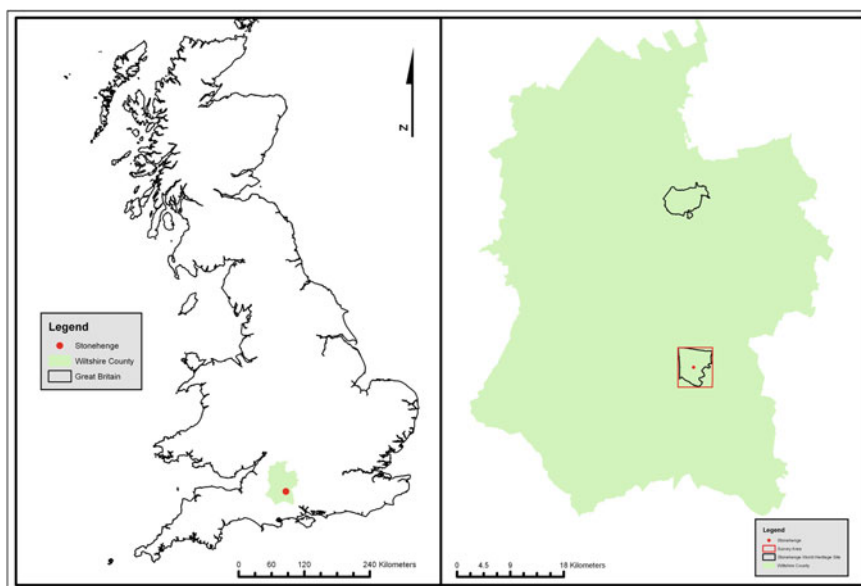 N
Legend
Stonehenge
Wiltshire County
Great Britain
0 60 120 240 Kilometers
0 4.5 9 18 Kilometers
Legend
Stonehenge
Survey Area
Stonehenge World Heritage Site
Wiltshire County